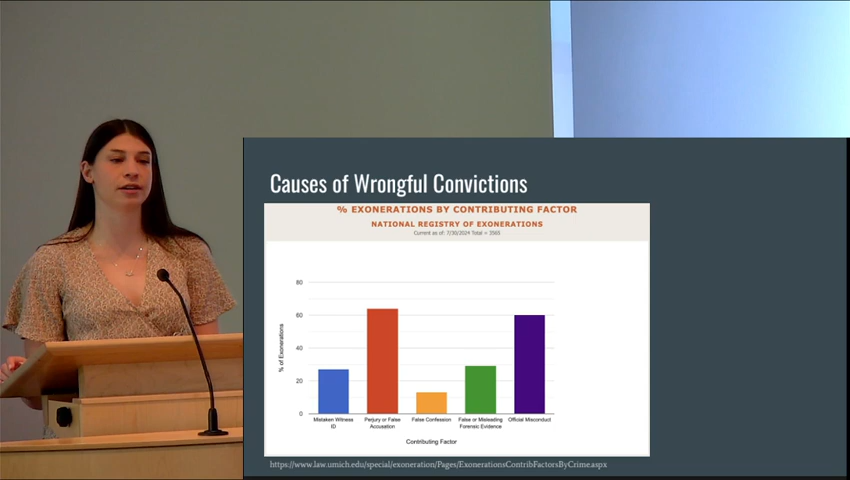 Causes of Wrongful Convictions
% EXONERATIONS BY CONTRIBUTING FACTOR
NATIONAL REGISTRY OF EXONERATIONS
Current as of: 7/30/2024 Total = 3565
80
60
40
20
0
% of Exonerations
Mistaken Witness
ID
Perjury or False
Accusation
False Confession
False or Misleading
Forensic Evidence
Official Misconduct
Contributing Factor
https://www.law.umich.edu/special/exoneration/Pages/ExonerationsContribFactorsByCrime.aspx